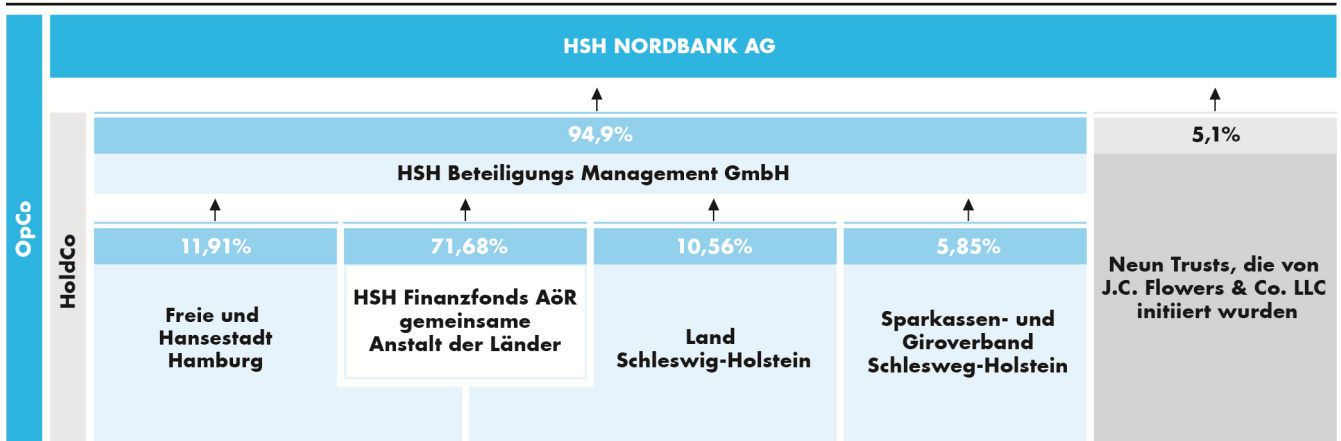 HSH NORDBANK AG
OpCo
HoldCo
94,9%
HSH Beteiligungs Management GmbH
5,1%
Neun Trusts, die von
J.C. Flowers & Co. LLC
initiiert wurden
11,91%
Freie und
Hansestadt
Hamburg
71,68%
HSH Finanzfonds AöR
gemeinsame
Anstalt der Länder
10,56%
Land
Schleswig-Holstein
5,85%
Sparkassen- und
Giroverband
Schlesweg-Holstein